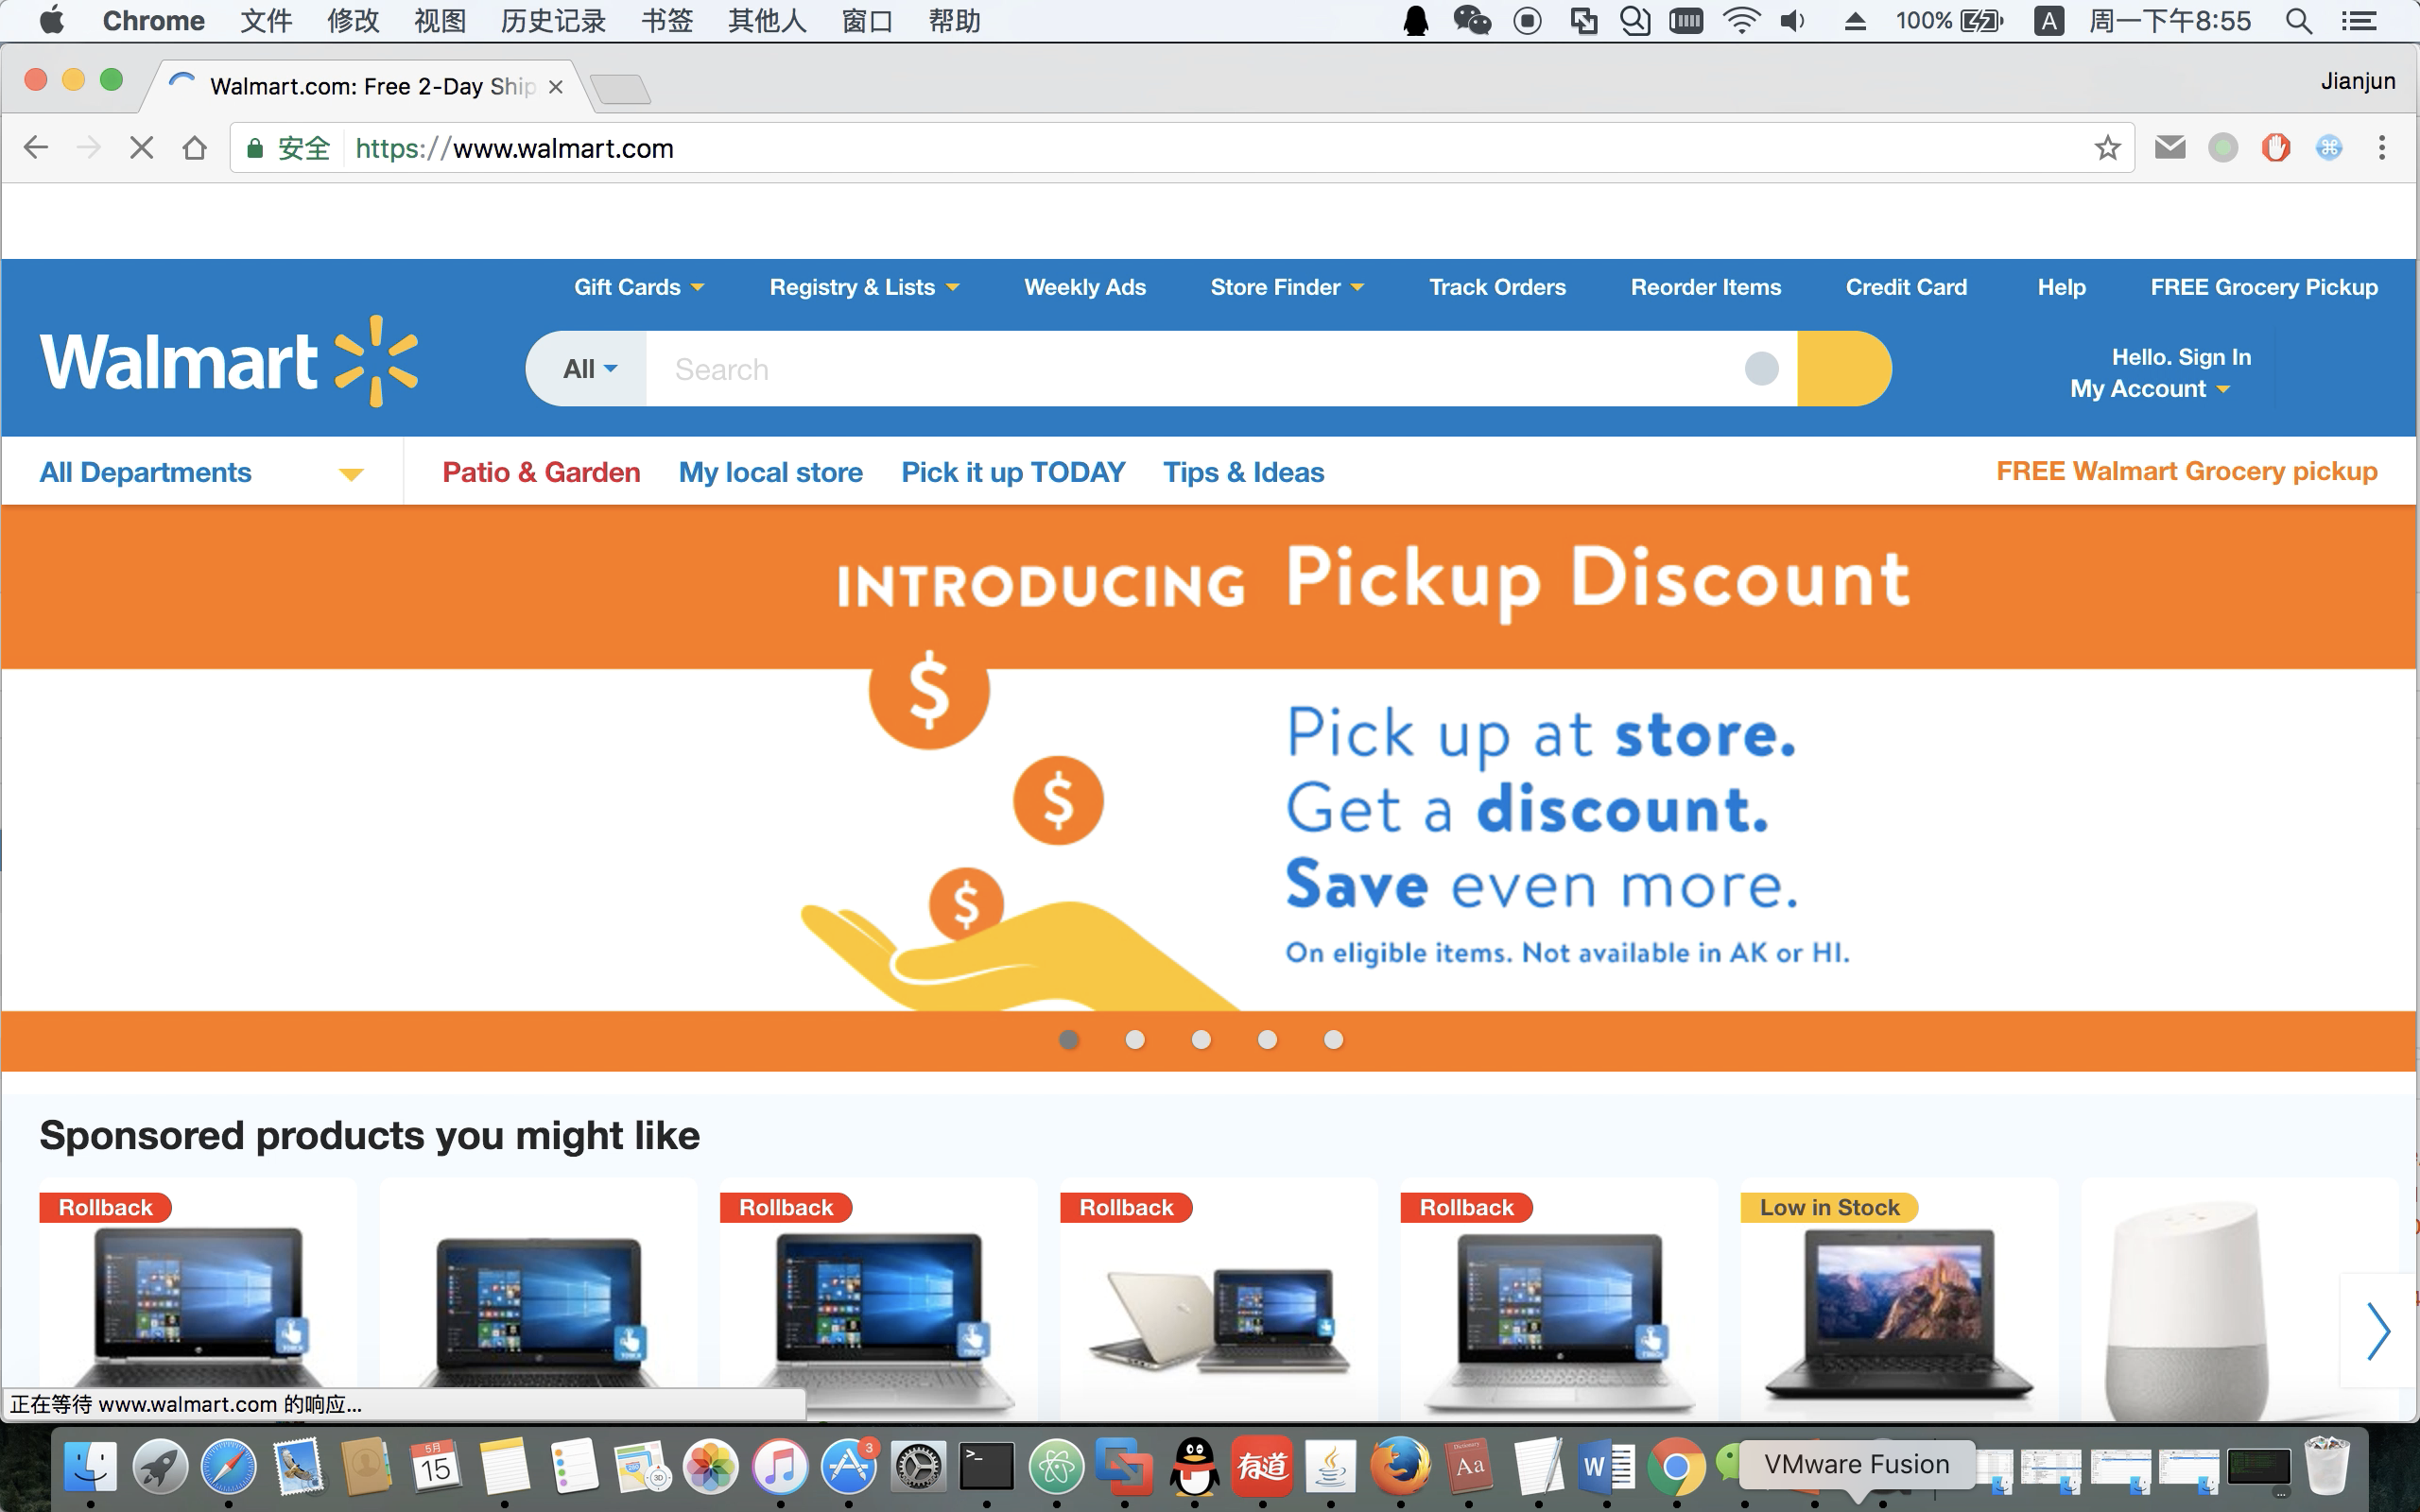 Chrome 文件 修改 视图 历史记录 书签 其他人 窗口 帮助 100% A 周一下午8:55
Walmart.com: Free 2-Day Ship Jianjun
安全 https://www.walmart.com
Gift Cards Registry & Lists Weekly Ads Store Finder Track Orders Reorder Items Credit Card Help FREE Grocery Pickup
Walmart All Search Hello. Sign In
My Account
All Departments Patio & Garden My local store Pick it up TODAY Tips & Ideas FREE Walmart Grocery pickup
INTRODUCING Pickup Discount
$
$
$
Pick up at store.
Get a discount.
Save even more.
On eligible items. Not available in AK or HI.
Sponsored products you might like
Rollback Rollback Rollback Rollback Low in Stock
正在等待 www.walmart.com 的响应...
5月
15
3D
3
>_
有道
Dictionary
Aa
W
VMware Fusion